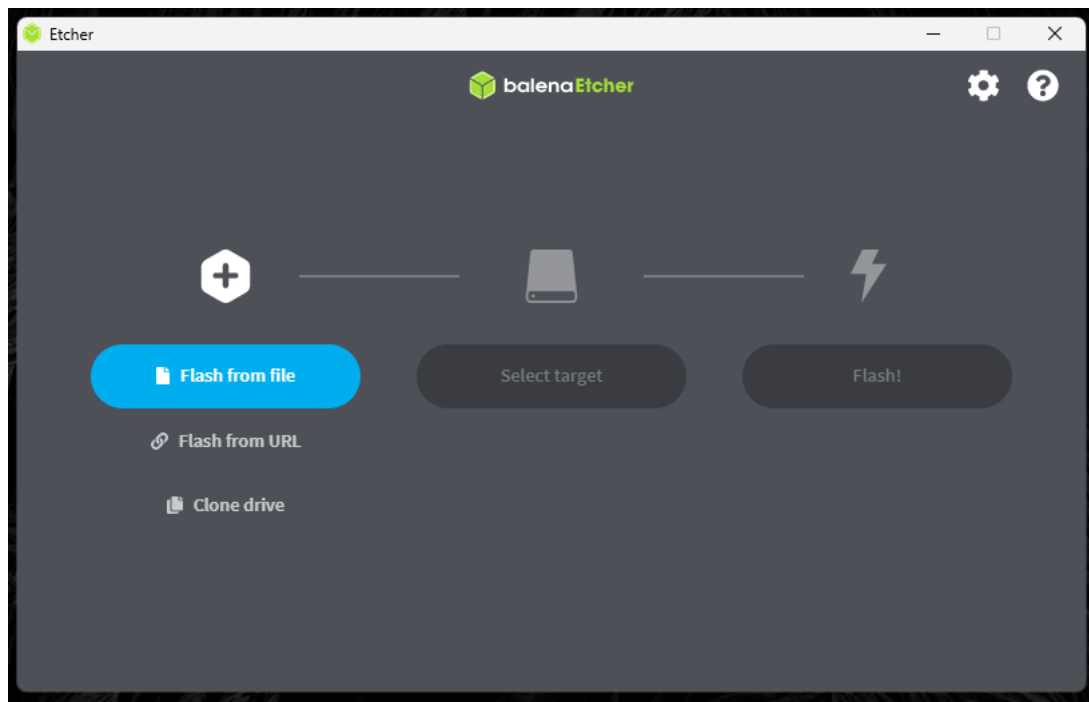 Etcher
balenaEtcher
Flash from file
Select target
Flash!
Flash from URL
Clone drive